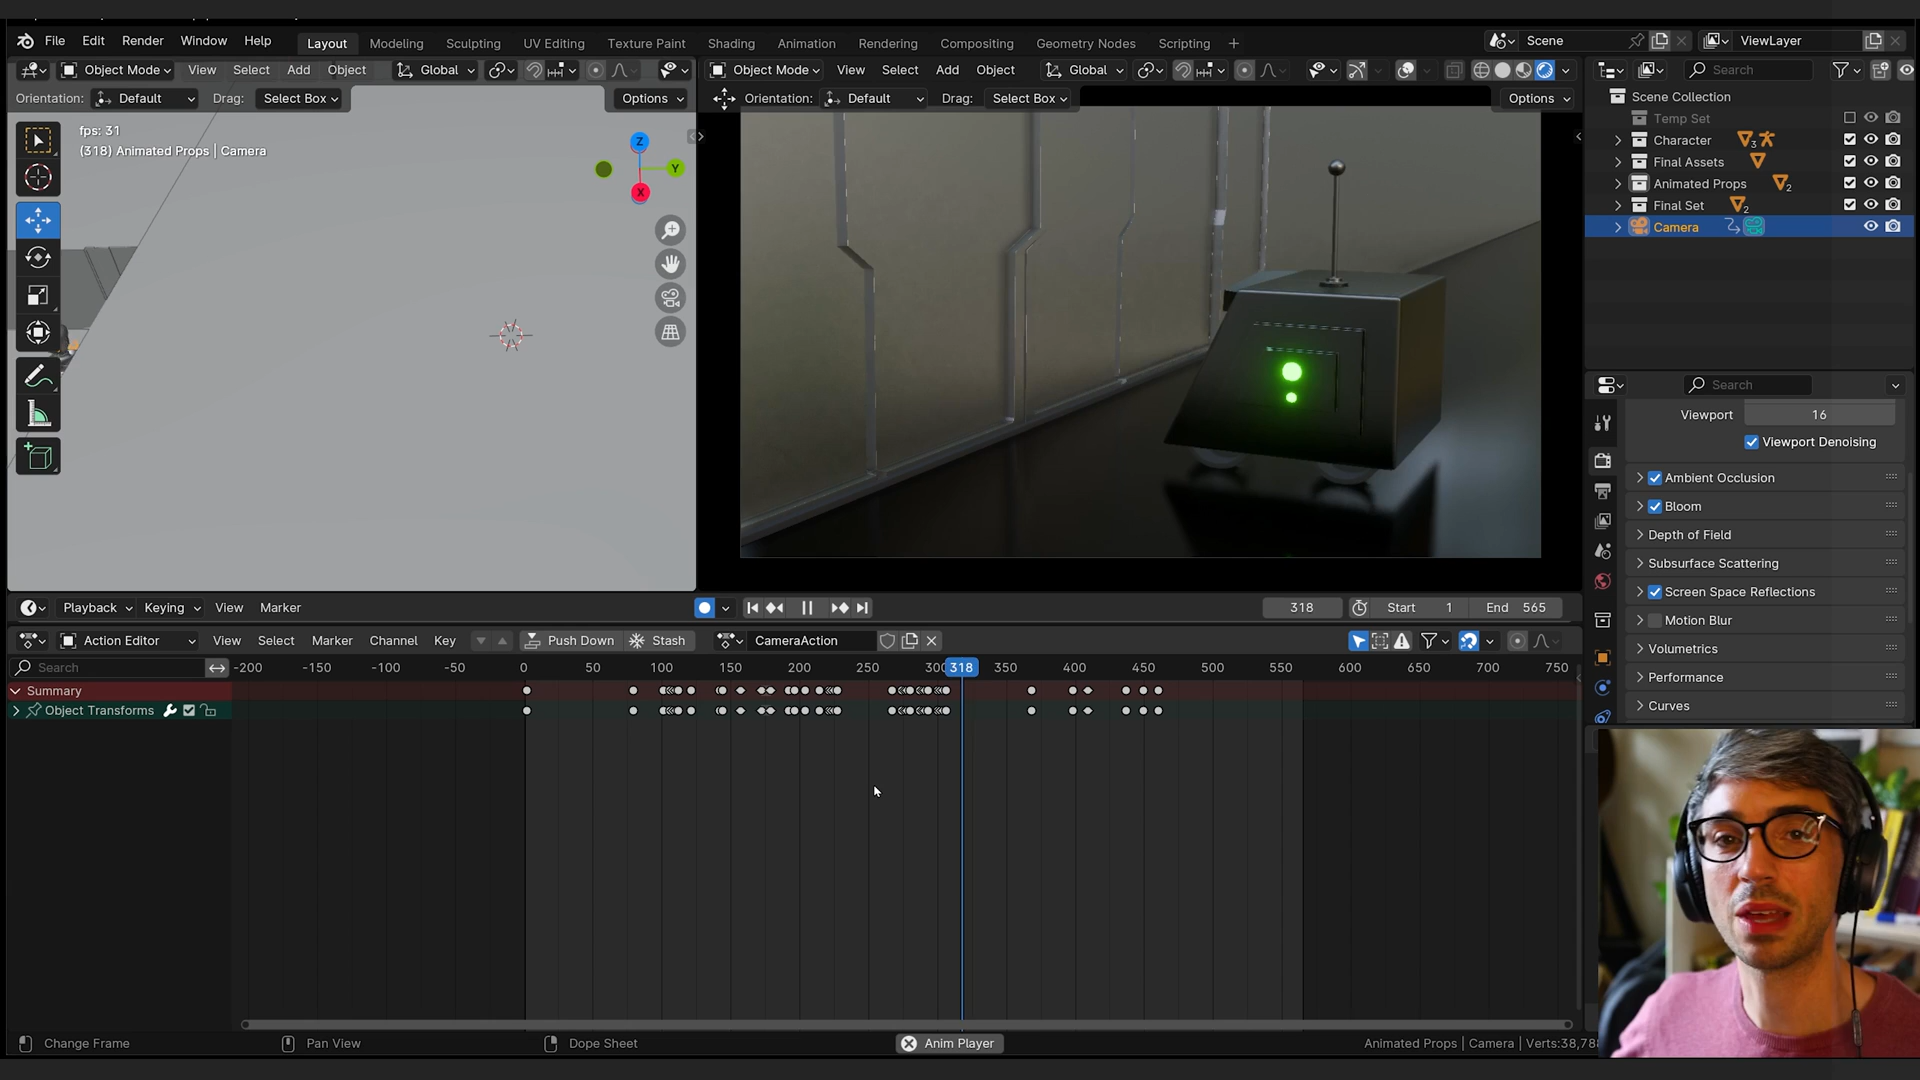 File Edit Render Window Help Layout Modeling Sculpting UV Editing Texture Paint Shading Animation Rendering Compositing Geometry Nodes Scripting + Scene ViewLayer
Object Mode View Select Add Object Global
Object Mode View Select Add Object Global
Search
Orientation: Default Drag: Select Box Options
Orientation: Default Drag: Select Box Options
fps: 31
(318) Animated Props | Camera
Z
Y
X
Scene Collection
Temp Set
Character 3
Final Assets
Animated Props 2
Final Set 2
Camera
Search
Viewport 16
Viewport Denoising
Ambient Occlusion
Bloom
Depth of Field
Subsurface Scattering
Screen Space Reflections
Motion Blur
Volumetrics
Performance
Curves
Playback Keying View Marker 318 Start 1 End 565
Action Editor View Select Marker Channel Key Push Down Stash CameraAction
Search -200 -150 -100 -50 0 50 100 150 200 250 300 318 350 400 450 500 550 600 650 700 750
Summary
Object Transforms
Change Frame Pan View Dope Sheet Anim Player Animated Props | Camera | Verts:38,78